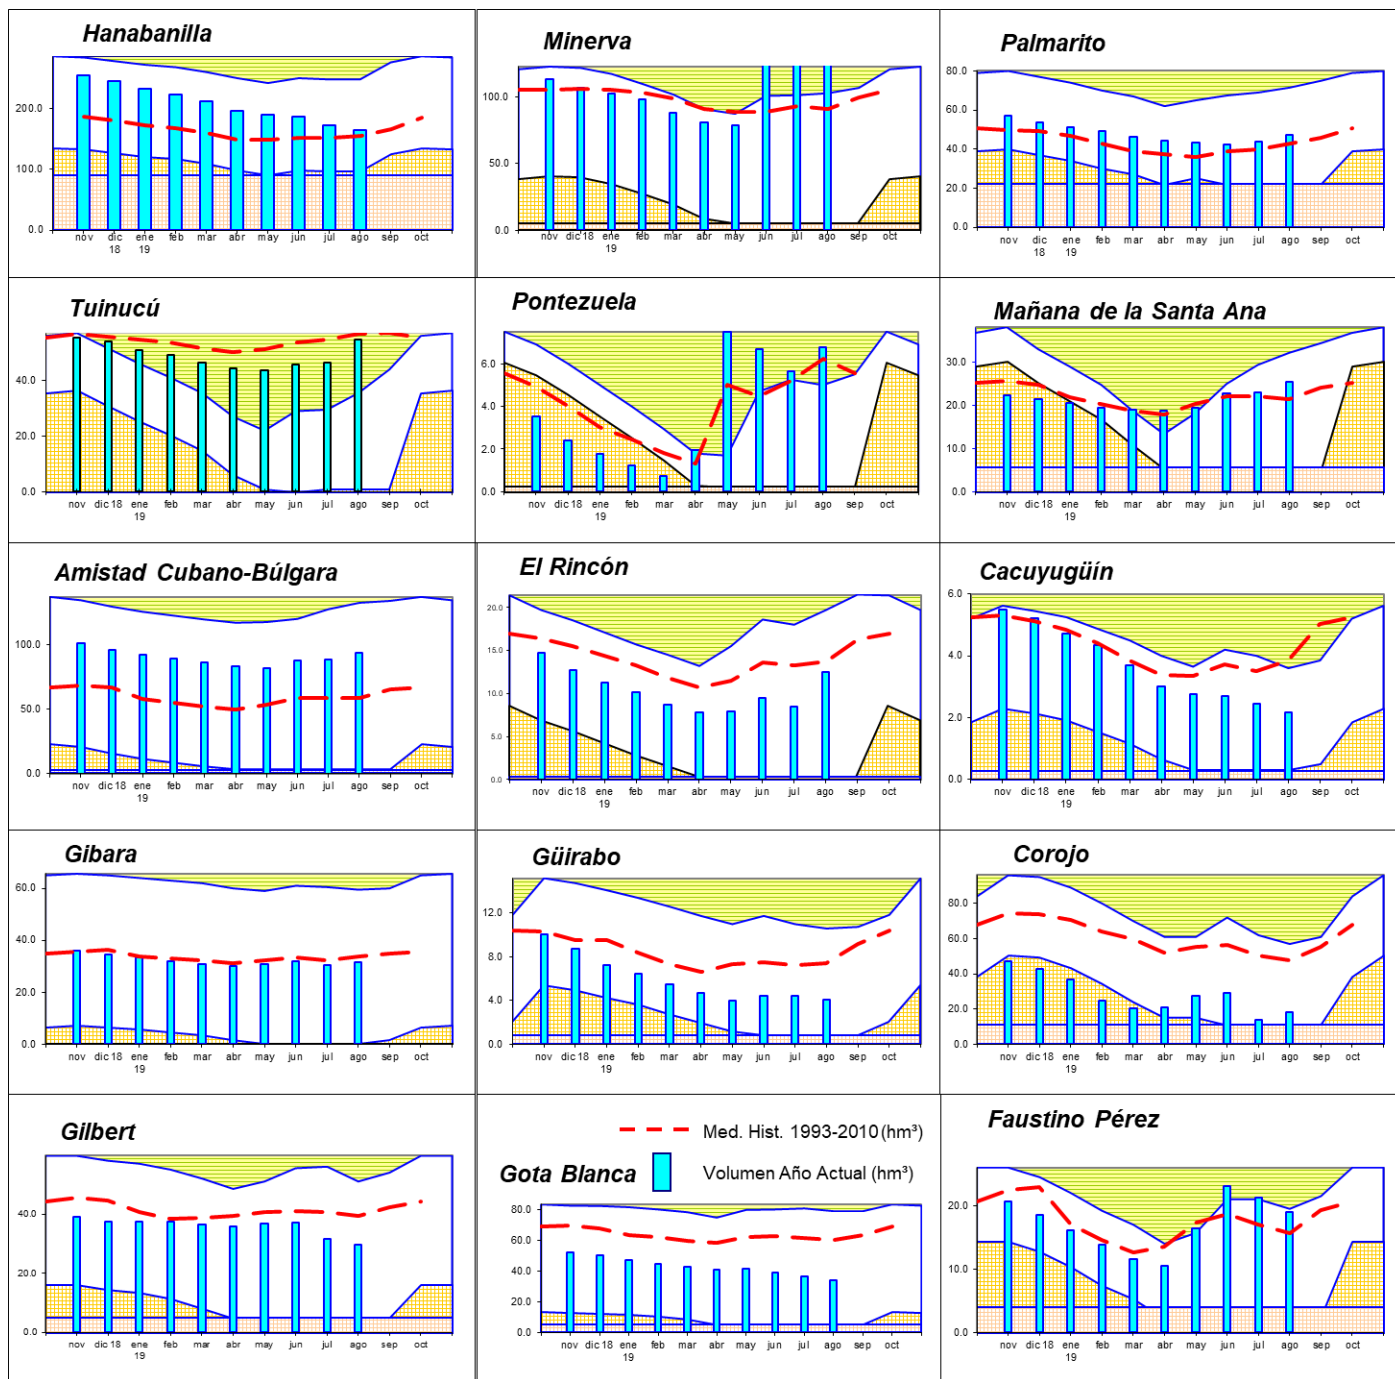 Hanabanilla
200.0
100.0
0.0
nov dic ene feb mar abr may jun jul ago sep oct
18 19
Minerva
100.0
50.0
0.0
nov dic 18 ene feb mar abr may jun jul ago sep oct
19
Palmarito
80.0
60.0
40.0
20.0
0.0
nov dic ene feb mar abr may jun jul ago sep oct
18 19
Tuinucú
40.0
20.0
0.0
nov dic 18 ene feb mar abr may jun jul ago sep oct
19
Pontezuela
6.0
4.0
2.0
0.0
nov dic 18 ene feb mar abr may jun jul ago sep oct
19
Mañana de la Santa Ana
30.0
20.0
10.0
0.0
nov dic 18 ene feb mar abr may jun jul ago sep oct
19
Amistad Cubano-Búlgara
100.0
50.0
0.0
nov dic 18 ene feb mar abr may jun jul ago sep oct
19
El Rincón
20.0
15.0
10.0
5.0
0.0
nov dic 18 ene feb mar abr may jun jul ago sep oct
19
Cacuyugüín
6.0
4.0
2.0
0.0
nov dic 18 ene feb mar abr may jun jul ago sep oct
19
Gibara
60.0
40.0
20.0
0.0
nov dic 18 ene feb mar abr may jun jul ago sep oct
19
Güirabo
12.0
8.0
4.0
0.0
nov dic 18 ene feb mar abr may jun jul ago sep oct
19
Corojo
80.0
60.0
40.0
20.0
0.0
nov dic 18 ene feb mar abr may jun jul ago sep oct
19
Gilbert
40.0
20.0
0.0
nov dic 18 ene feb mar abr may jun jul ago sep oct
19
Med. Hist. 1993-2010 (hm³)
Volumen Año Actual (hm³)
Gota Blanca
80.0
60.0
40.0
20.0
0.0
nov dic 18 ene feb mar abr may jun jul ago sep oct
19
Faustino Pérez
20.0
10.0
0.0
nov dic 18 ene feb mar abr may jun jul ago sep oct
19